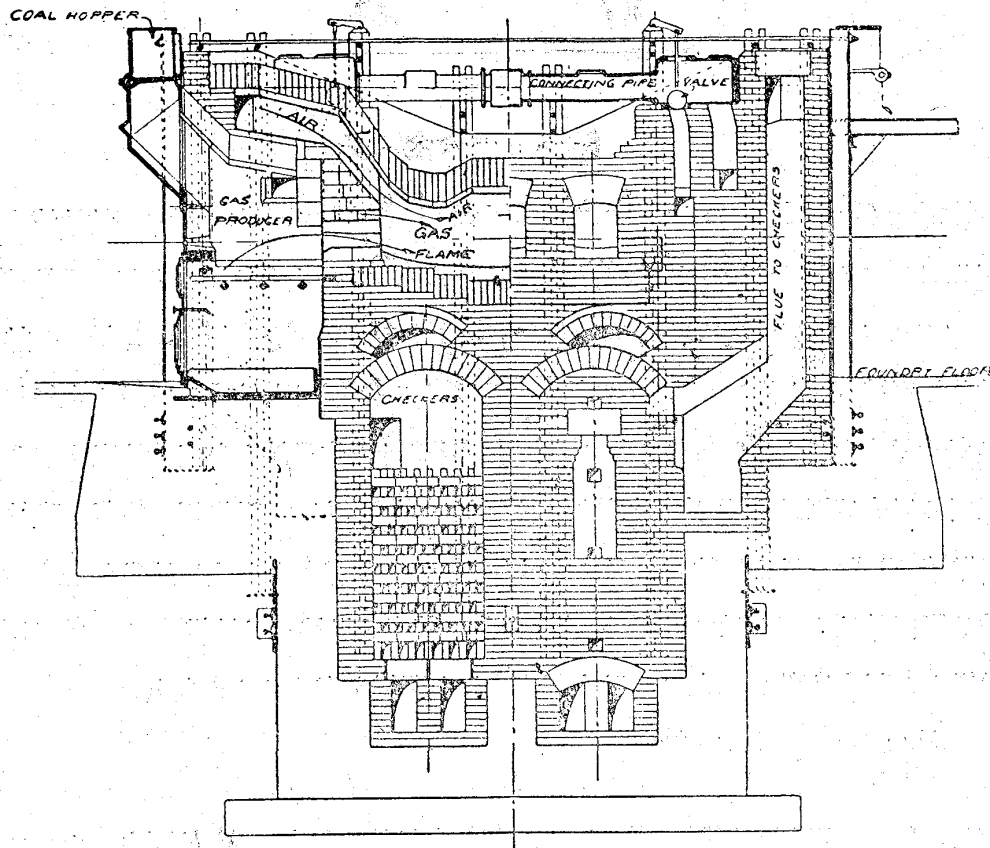 COAL HOPPER
CONNECTING PIPE
VALVE
AIR
GAS
PRODUCER
AIR
GAS
FLAME
FLUE TO CHECKERS
FOUNDRY FLOOR
CHECKERS